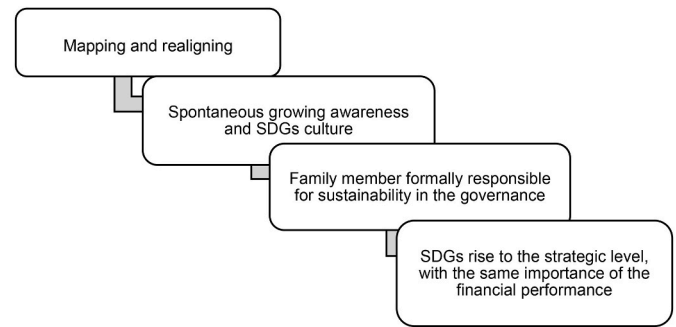 Mapping and realigning
Spontaneous growing awareness
and SDGs culture
Family member formally responsible
for sustainability in the governance
SDGs rise to the strategic level,
with the same importance of the
financial performance